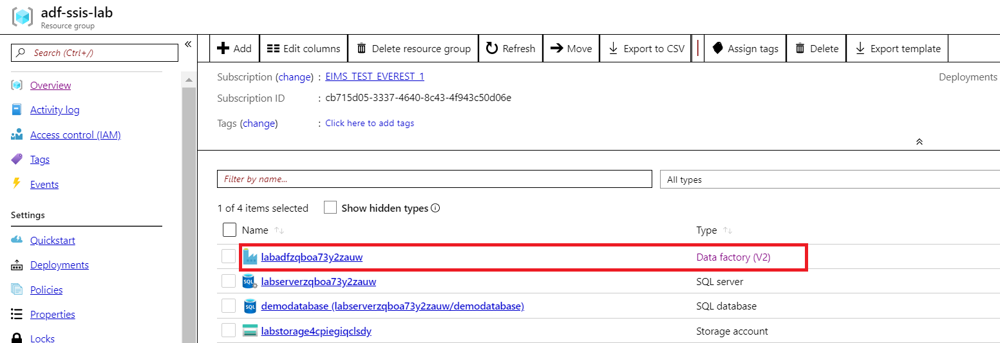 adf-ssis-lab
Resource group
Search (Ctrl+/)
«
Overview
Activity log
Access control (IAM)
Tags
Events
Settings
Quickstart
Deployments
Policies
Properties
Locks
Add Edit columns Delete resource group Refresh Move Export to CSV Assign tags Delete Export template
Subscription (change) : EIMS_TEST_EVEREST_1 Deployments
Subscription ID : cb715d05-3337-4640-8c43-4f943c50d06e
Tags (change) : Click here to add tags
Filter by name... All types
1 of 4 items selected Show hidden types
Name Type
labadfzqboa73y2zauw Data factory (V2)
labserverzqboa73y2zauw SQL server
demodatabase (labserverzqboa73y2zauw/demodatabase) SQL database
labstorage4cpiegiqclsdy Storage account